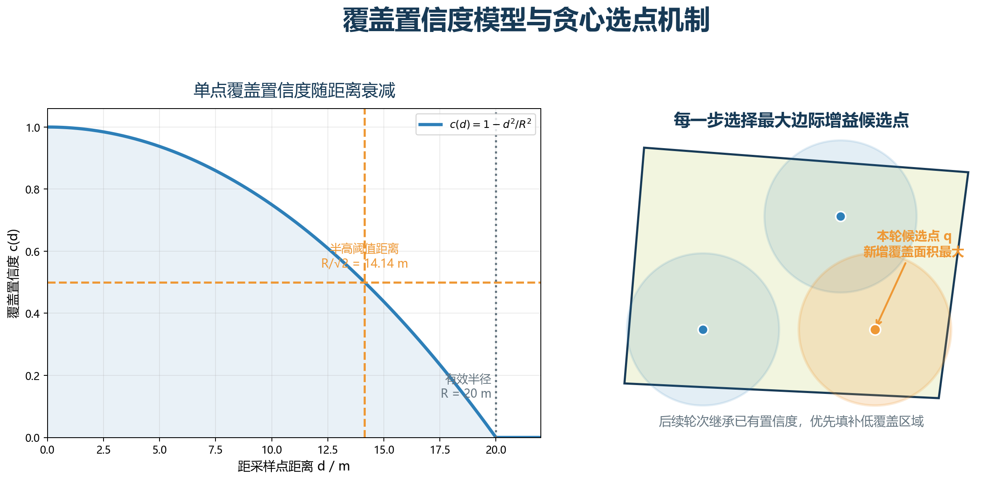 覆盖置信度模型与贪心选点机制
单点覆盖置信度随距离衰减
c(d) = 1 − d²/R²
半高阈值距离
R/√2 = 14.14 m
有效半径
R = 20 m
覆盖置信度 c(d)
1.0
0.8
0.6
0.4
0.2
0.0
0.0 2.5 5.0 7.5 10.0 12.5 15.0 17.5 20.0
距采样点距离 d / m
每一步选择最大边际增益候选点
本轮候选点 q
新增覆盖面积最大
后续轮次继承已有置信度，优先填补低覆盖区域